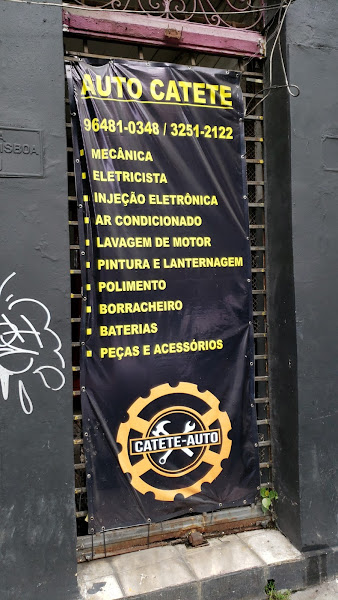 AUTO CATETE
96481-0348 / 3251-2122
MECÂNICA
ELETRICISTA
INJEÇÃO ELETRÔNICA
AR CONDICIONADO
LAVAGEM DE MOTOR
PINTURA E LANTERNAGEM
POLIMENTO
BORRACHEIRO
BATERIAS
PEÇAS E ACESSÓRIOS
CATETE-AUTO
LISBOA